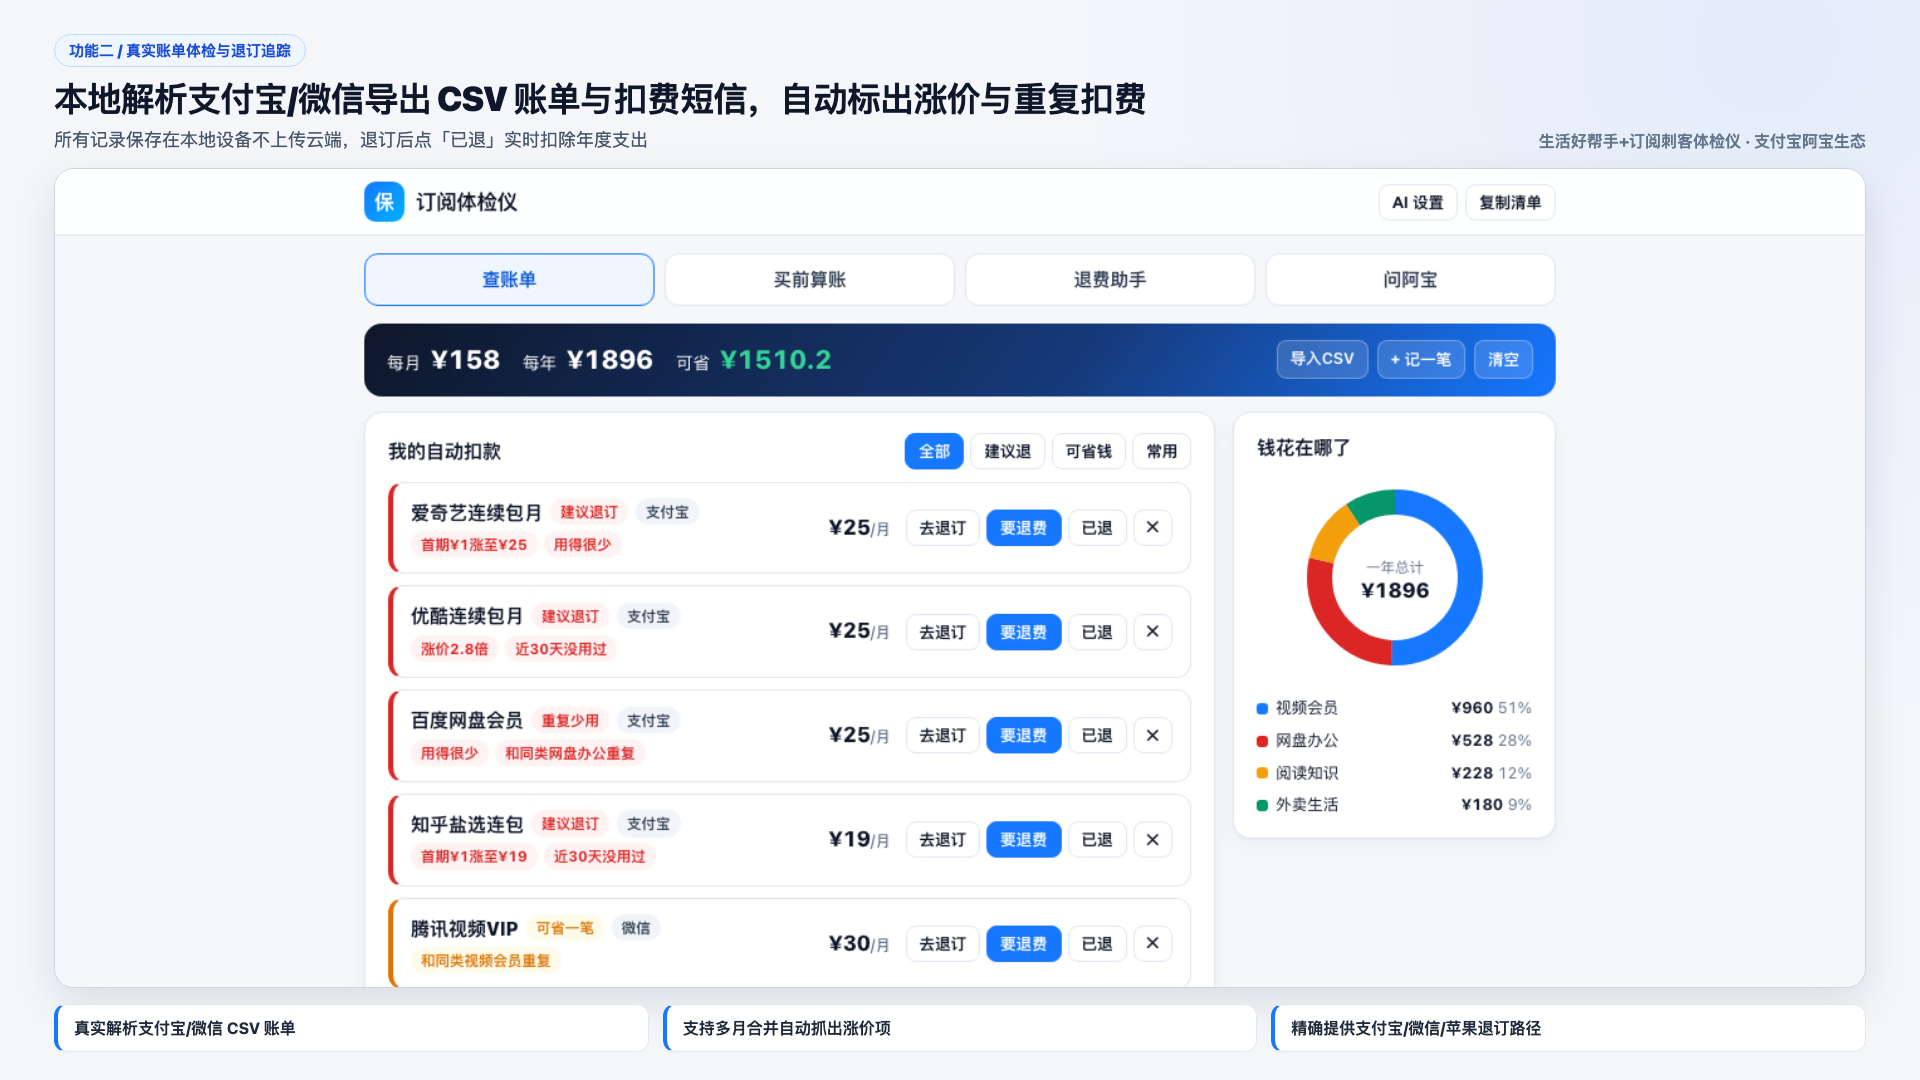 功能二 / 真实账单体检与退订追踪
本地解析支付宝/微信导出 CSV 账单与扣费短信，自动标出涨价与重复扣费
所有记录保存在本地设备不上传云端，退订后点「已退」实时扣除年度支出
生活好帮手+订阅刺客体检仪 · 支付宝阿宝生态
保 订阅体检仪
AI 设置 复制清单
查账单 买前算账 退费助手 问阿宝
每月 ¥158 每年 ¥1896 可省 ¥1510.2 导入CSV + 记一笔 清空
我的自动扣款 全部 建议退 可省钱 常用
爱奇艺连续包月 建议退订 支付宝
首期¥1涨至¥25 用得很少
¥25/月 去退订 要退费 已退 ✕
优酷连续包月 建议退订 支付宝
涨价2.8倍 近30天没用过
¥25/月 去退订 要退费 已退 ✕
百度网盘会员 重复少用 支付宝
用得很少 和同类网盘办公重复
¥25/月 去退订 要退费 已退 ✕
知乎盐选连包 建议退订 支付宝
首期¥1涨至¥19 近30天没用过
¥19/月 去退订 要退费 已退 ✕
腾讯视频VIP 可省一笔 微信
和同类视频会员重复
¥30/月 去退订 要退费 已退 ✕
钱花在哪了
一年总计
¥1896
视频会员 ¥960 51%
网盘办公 ¥528 28%
阅读知识 ¥228 12%
外卖生活 ¥180 9%
真实解析支付宝/微信 CSV 账单
支持多月合并自动抓出涨价项
精确提供支付宝/微信/苹果退订路径